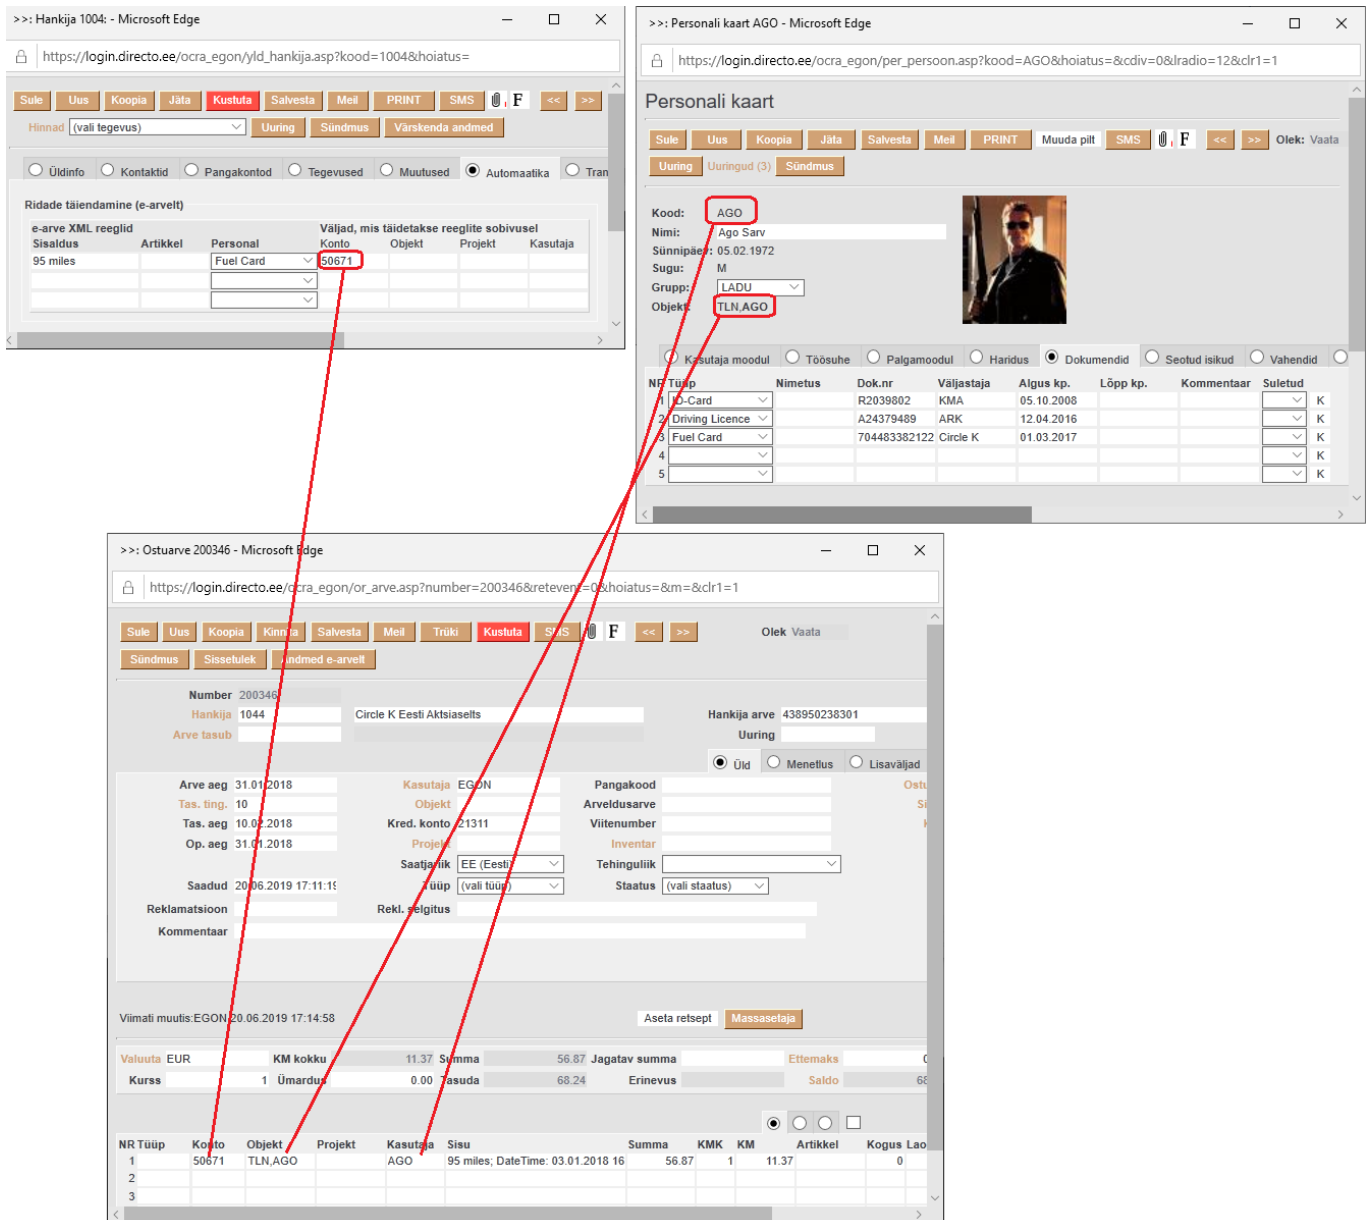 >>: Hankija 1004: - Microsoft Edge
https://login.directo.ee/ocra_egon/yld_hankija.asp?kood=1004&hoiatus=
Sule Uus Koopia Jäta Kustuta Salvesta Meil PRINT SMS F << >>
Hinnad (vali tegevus) Uuring Sündmus Värskenda andmed
Üldinfo Kontaktid Pangakontod Tegevused Muutused Automaatika Tran
Ridade täiendamine (e-arvelt)
e-arve XML reeglid Väljad, mis täidetakse reeglite sobivusel
Sisaldus Artikkel Personal Konto Objekt Projekt Kasutaja
95 miles Fuel Card 50671
>>: Personali kaart AGO - Microsoft Edge
https://login.directo.ee/ocra_egon/per_persoon.asp?kood=AGO&hoiatus=&cdiv=0&lradio=12&clr1=1
Personali kaart
Sule Uus Koopia Jäta Salvesta Meil PRINT Muuda pilt SMS F << >> Olek: Vaata
Uuring Uuringud (3) Sündmus
Kood: AGO
Nimi: Ago Sarv
Sünnipäev: 05.02.1972
Sugu: M
Grupp: LADU
Objekt: TLN,AGO
Kasutaja moodul Töösuhe Palgamoodul Haridus Dokumendid Seotud isikud Vahendid
NR Tüüp Nimetus Dok.nr Väljastaja Algus kp. Lõpp kp. Kommentaar Suletud
1 ID-Card R2039802 KMA 05.10.2008 K
2 Driving Licence A24379489 ARK 12.04.2016 K
3 Fuel Card 704483382122 Circle K 01.03.2017 K
4 K
5 K
>>: Ostuarve 200346 - Microsoft Edge
https://login.directo.ee/ocra_egon/or_arve.asp?number=200346&retevent=0&hoiatus=&m=&clr1=1
Sule Uus Koopia Kinnita Salvesta Meil Trüki Kustuta SMS F << >> Olek Vaata
Sündmus Sissetulek Andmed e-arvelt
Number 200346
Hankija 1044 Circle K Eesti Aktsiaselts Hankija arve 438950238301
Arve tasub Uuring
Üld Menetlus Lisaväljad
Arve aeg 31.01.2018 Kasutaja EGON Pangakood Ostu
Tas. ting. 10 Objekt Arveldusarve Si
Tas. aeg 10.02.2018 Kred. konto 21311 Viitenumber
Op. aeg 31.01.2018 Projekt Inventar
Saatjariik EE (Eesti) Tehinguliik
Saadud 20.06.2019 17:11:19 Tüüp (vali tüüp) Staatus (vali staatus)
Reklamatsioon Rekl. selgitus
Kommentaar
Viimati muutis:EGON 20.06.2019 17:14:58 Aseta retsept Massasetaja
Valuuta EUR KM kokku 11.37 Summa 56.87 Jagatav summa Ettemaks 0
Kurss 1 Ümardus 0.00 Tasuda 68.24 Erinevus Saldo 68
NR Tüüp Konto Objekt Projekt Kasutaja Sisu Summa KMK KM Artikkel Kogus Lao
1 50671 TLN,AGO AGO 95 miles; DateTime: 03.01.2018 16 56.87 1 11.37 0
2
3